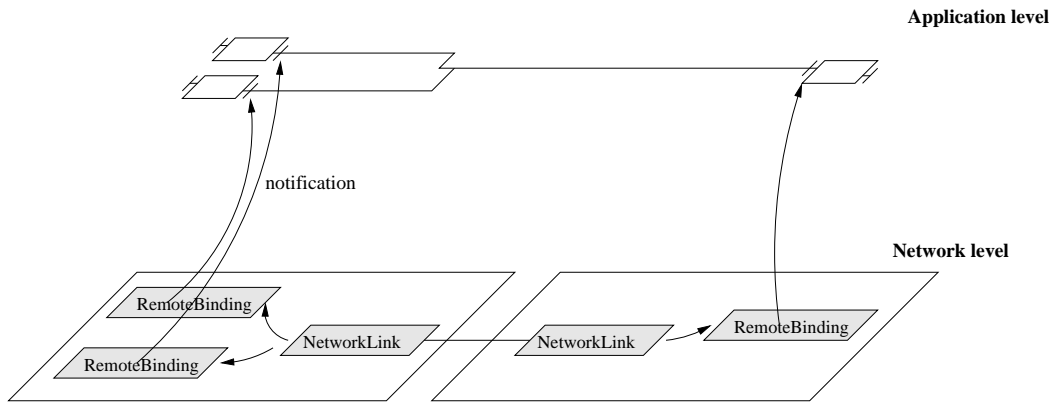 Application level
notification
Network level
RemoteBinding
RemoteBinding
NetworkLink
NetworkLink
RemoteBinding